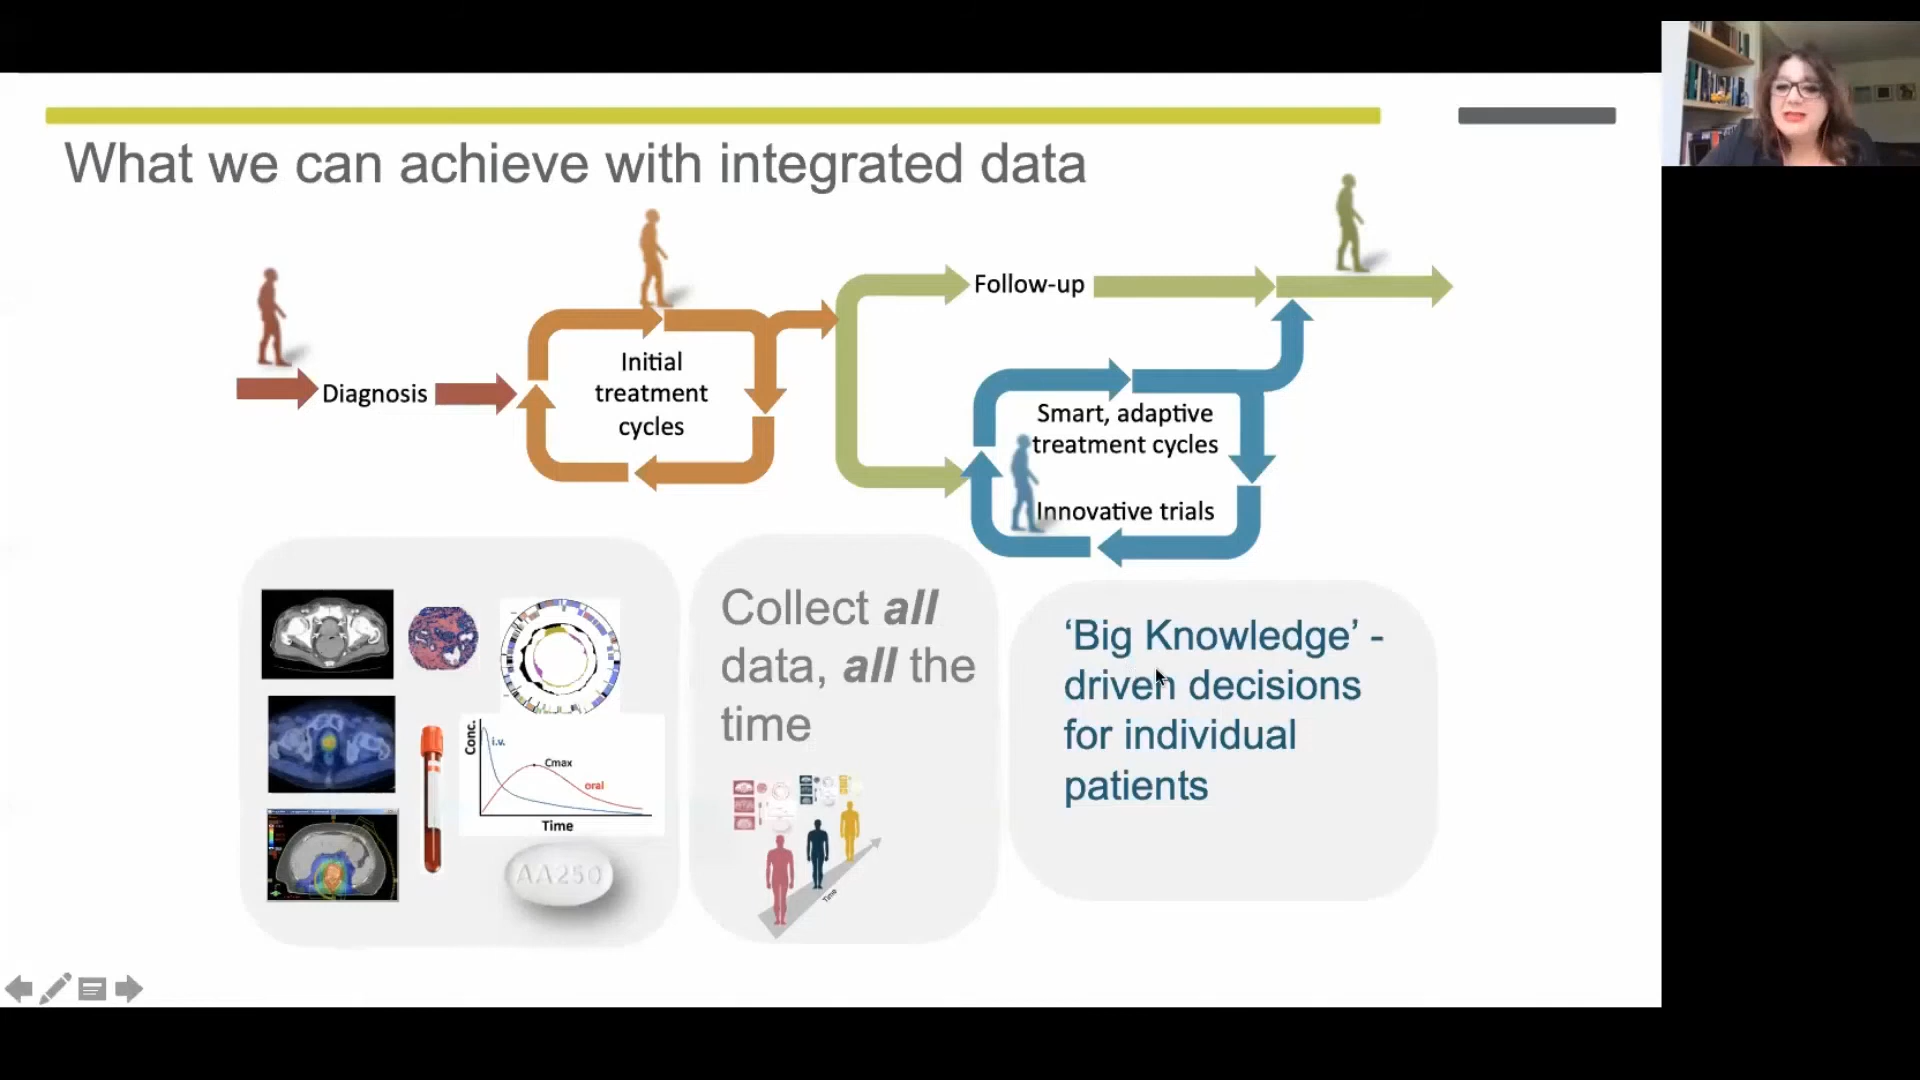 What we can achieve with integrated data
Follow-up
Diagnosis
Initial
treatment
cycles
Smart, adaptive
treatment cycles
Innovative trials
Conc.
i.v.
Cmax
oral
Time
AA250
Collect all
data, all the
time
Time
‘Big Knowledge’ -
driven decisions
for individual
patients